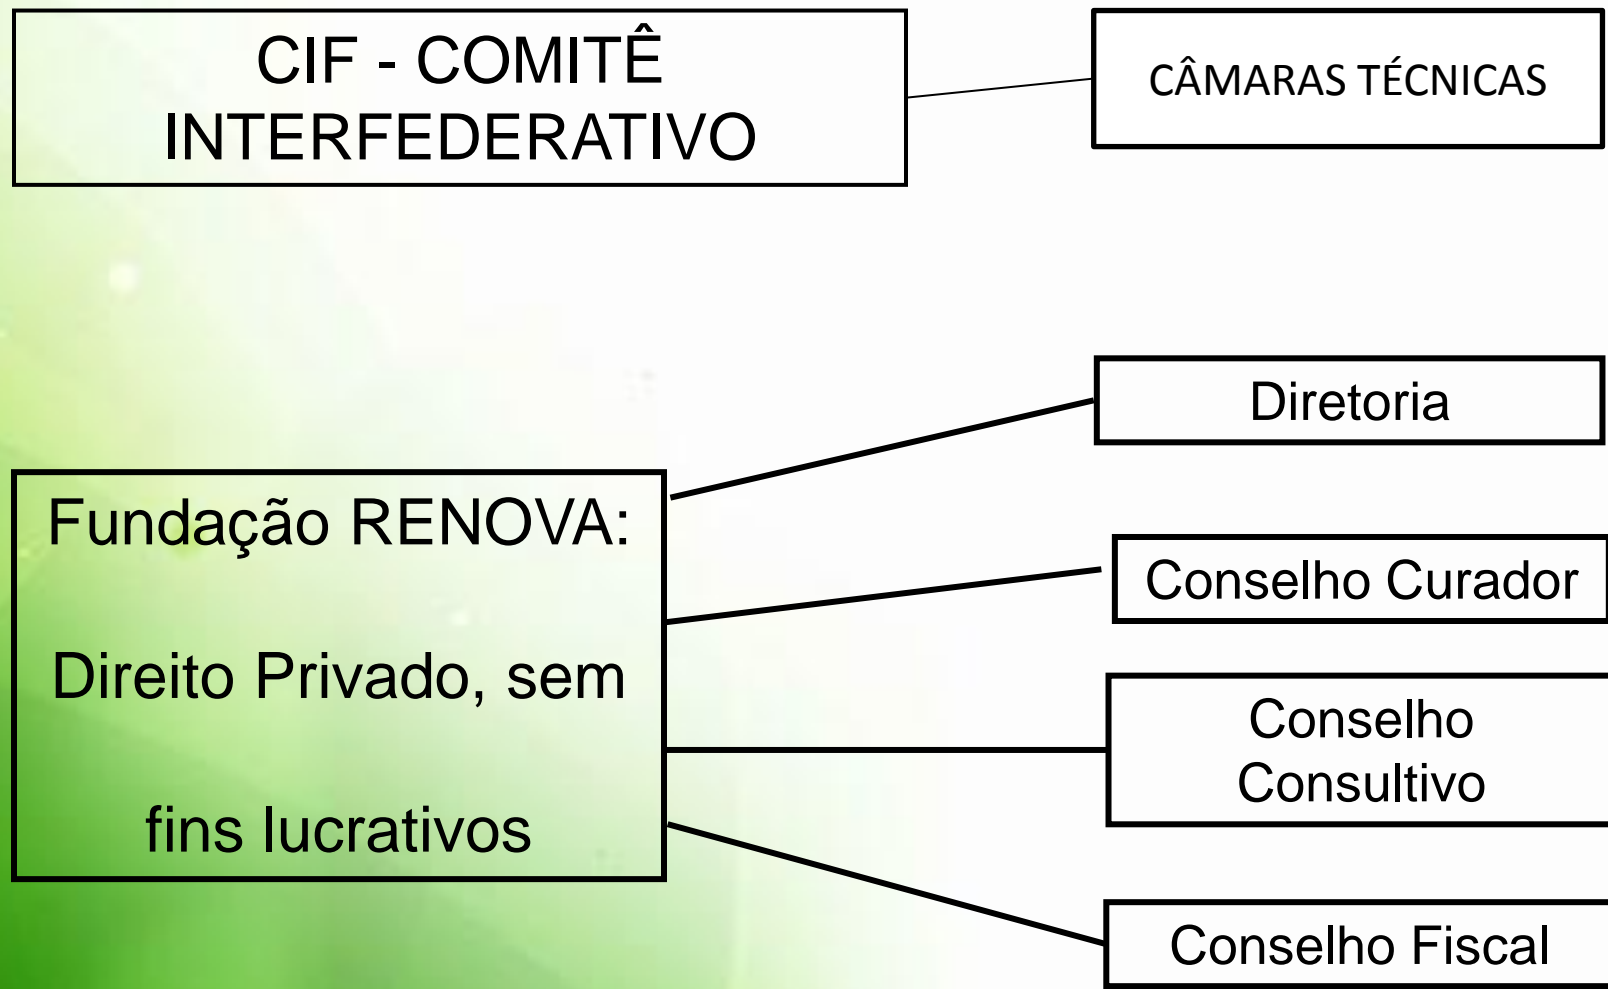 CIF - COMITÊ
INTERFEDERATIVO
CÂMARAS TÉCNICAS
Diretoria
Fundação RENOVA:
Direito Privado, sem
fins lucrativos
Conselho Curador
Conselho
Consultivo
Conselho Fiscal